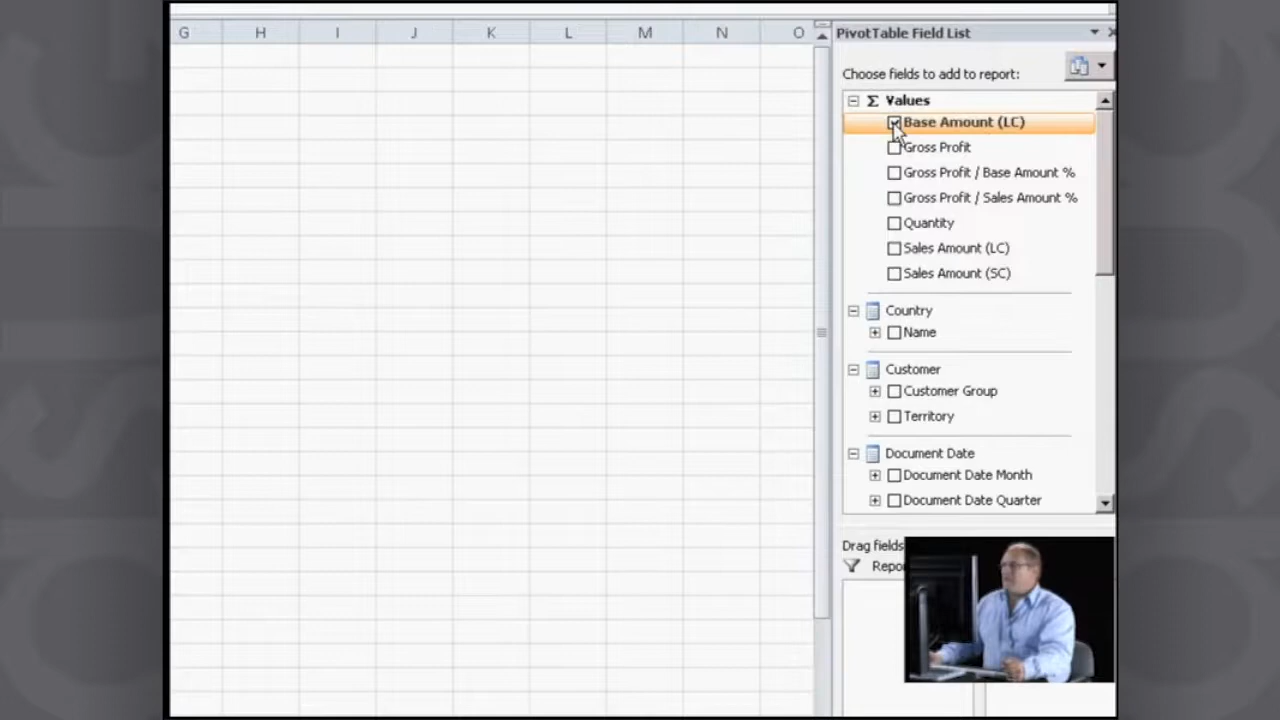 G H I J K L M N O
PivotTable Field List
Choose fields to add to report:
Σ Values
Base Amount (LC)
Gross Profit
Gross Profit / Base Amount %
Gross Profit / Sales Amount %
Quantity
Sales Amount (LC)
Sales Amount (SC)
Country
Name
Customer
Customer Group
Territory
Document Date
Document Date Month
Document Date Quarter
Drag fields
Repo